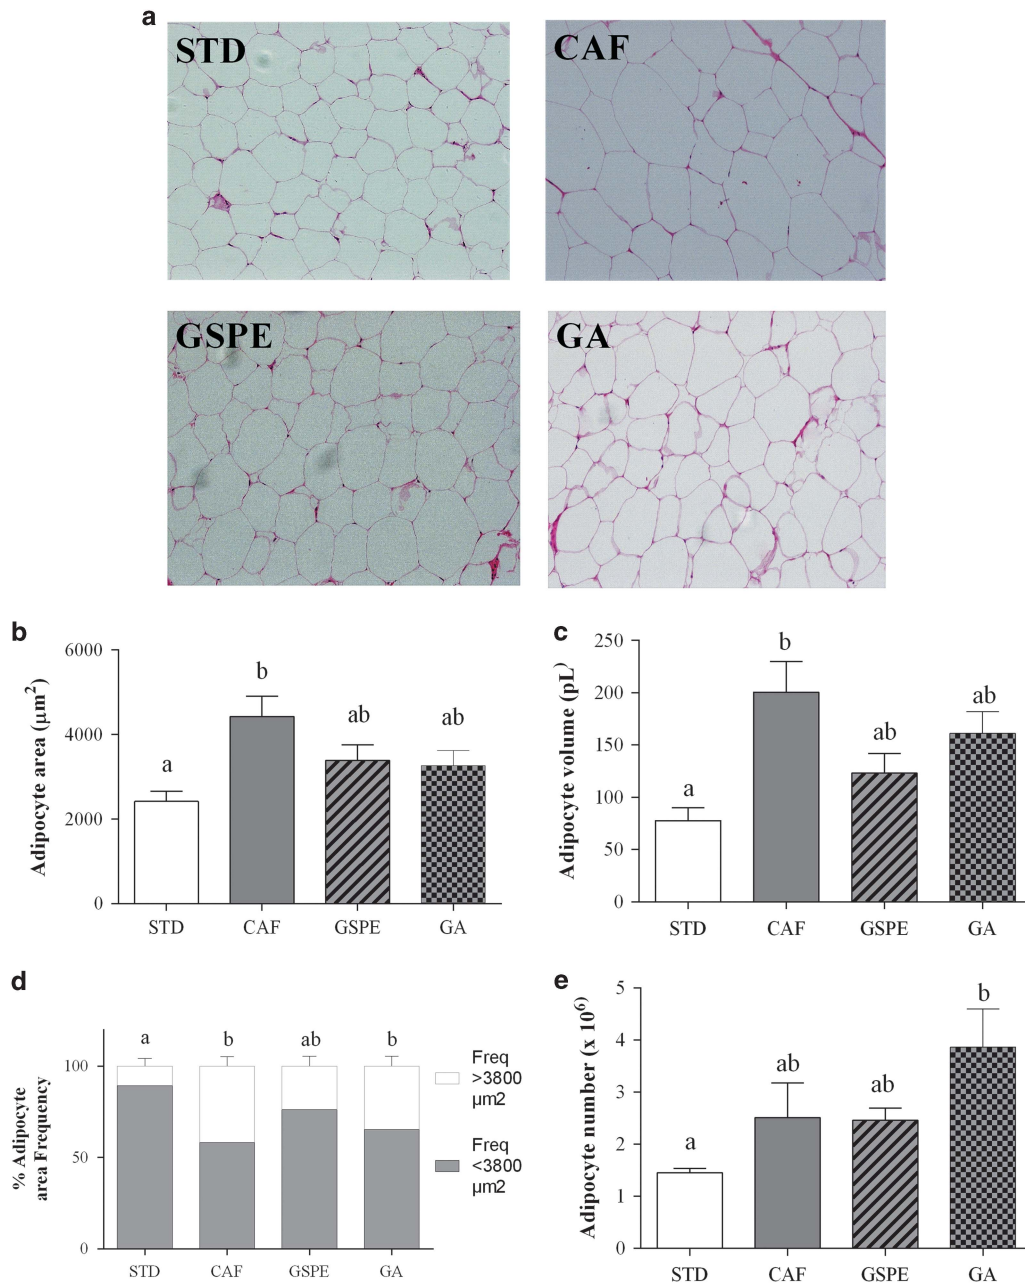 a
STD
CAF
GSPE
GA
b
Adipocyte area (µm²)
6000
4000
2000
0
a
b
ab
ab
STD
CAF
GSPE
GA
c
Adipocyte volume (pL)
250
200
150
100
50
0
a
b
ab
ab
STD
CAF
GSPE
GA
d
% Adipocyte
area Frequency
100
50
0
a
b
ab
b
STD
CAF
GSPE
GA
Freq
>3800
µm2
Freq
<3800
µm2
e
Adipocyte number (x 10⁶)
5
4
3
2
1
0
a
ab
ab
b
STD
CAF
GSPE
GA